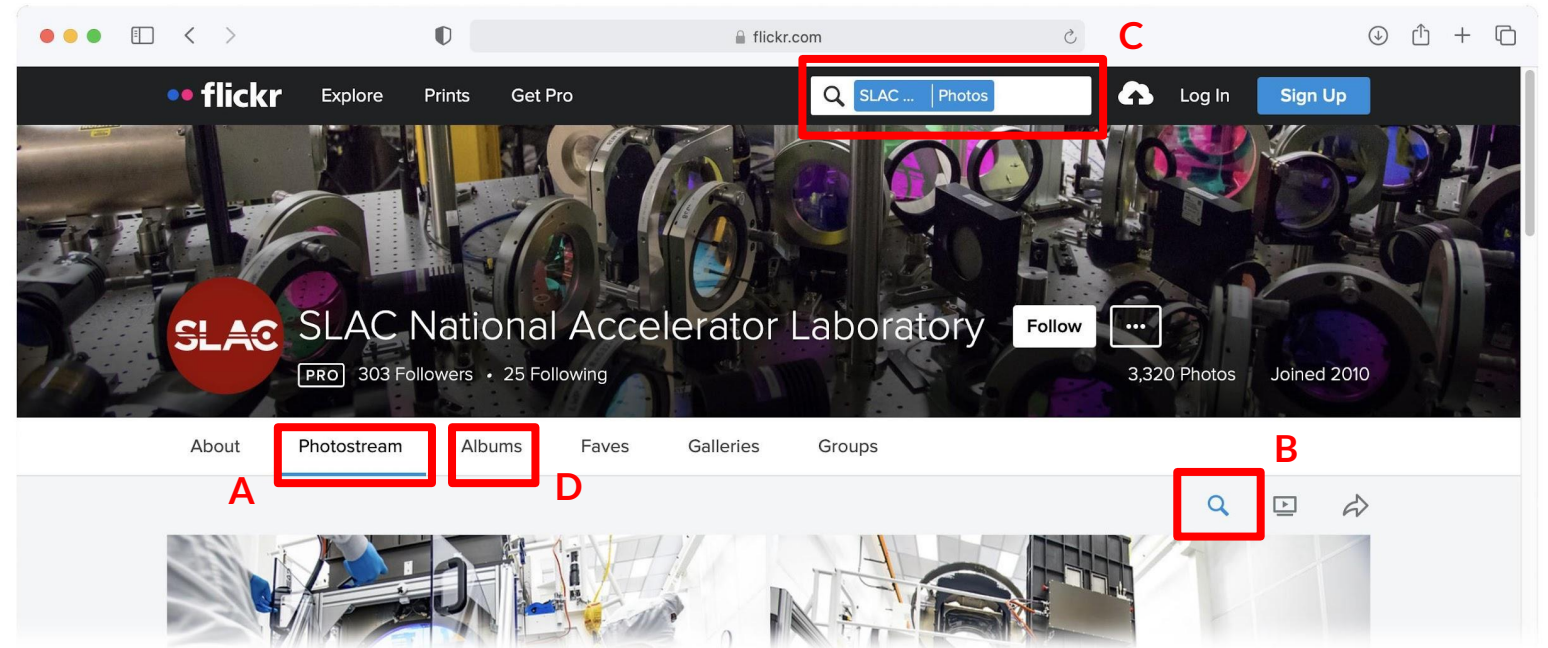 flickr.com
C
flickr Explore Prints Get Pro SLAC ... Photos Log In Sign Up
SLAC SLAC National Accelerator Laboratory Follow
PRO 303 Followers • 25 Following 3,320 Photos Joined 2010
About Photostream Albums Faves Galleries Groups
B
A
D